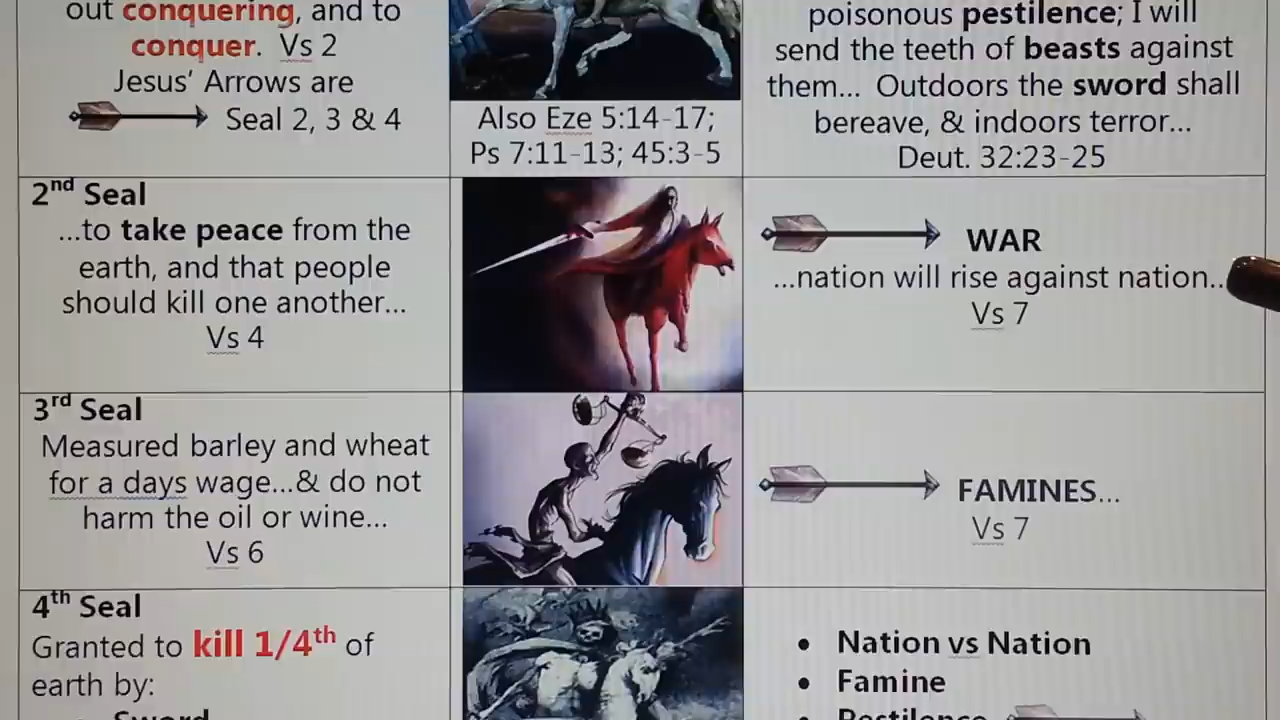 out conquering, and to
conquer. Vs 2
Jesus' Arrows are
Seal 2, 3 & 4
Also Eze 5:14-17;
Ps 7:11-13; 45:3-5
poisonous pestilence; I will
send the teeth of beasts against
them... Outdoors the sword shall
bereave, & indoors terror...
Deut. 32:23-25
2nd Seal
...to take peace from the
earth, and that people
should kill one another...
Vs 4
WAR
...nation will rise against nation...
Vs 7
3rd Seal
Measured barley and wheat
for a days wage...& do not
harm the oil or wine...
Vs 6
FAMINES...
Vs 7
4th Seal
Granted to kill 1/4th of
earth by:
Sword
• Nation vs Nation
• Famine
• Pestilence